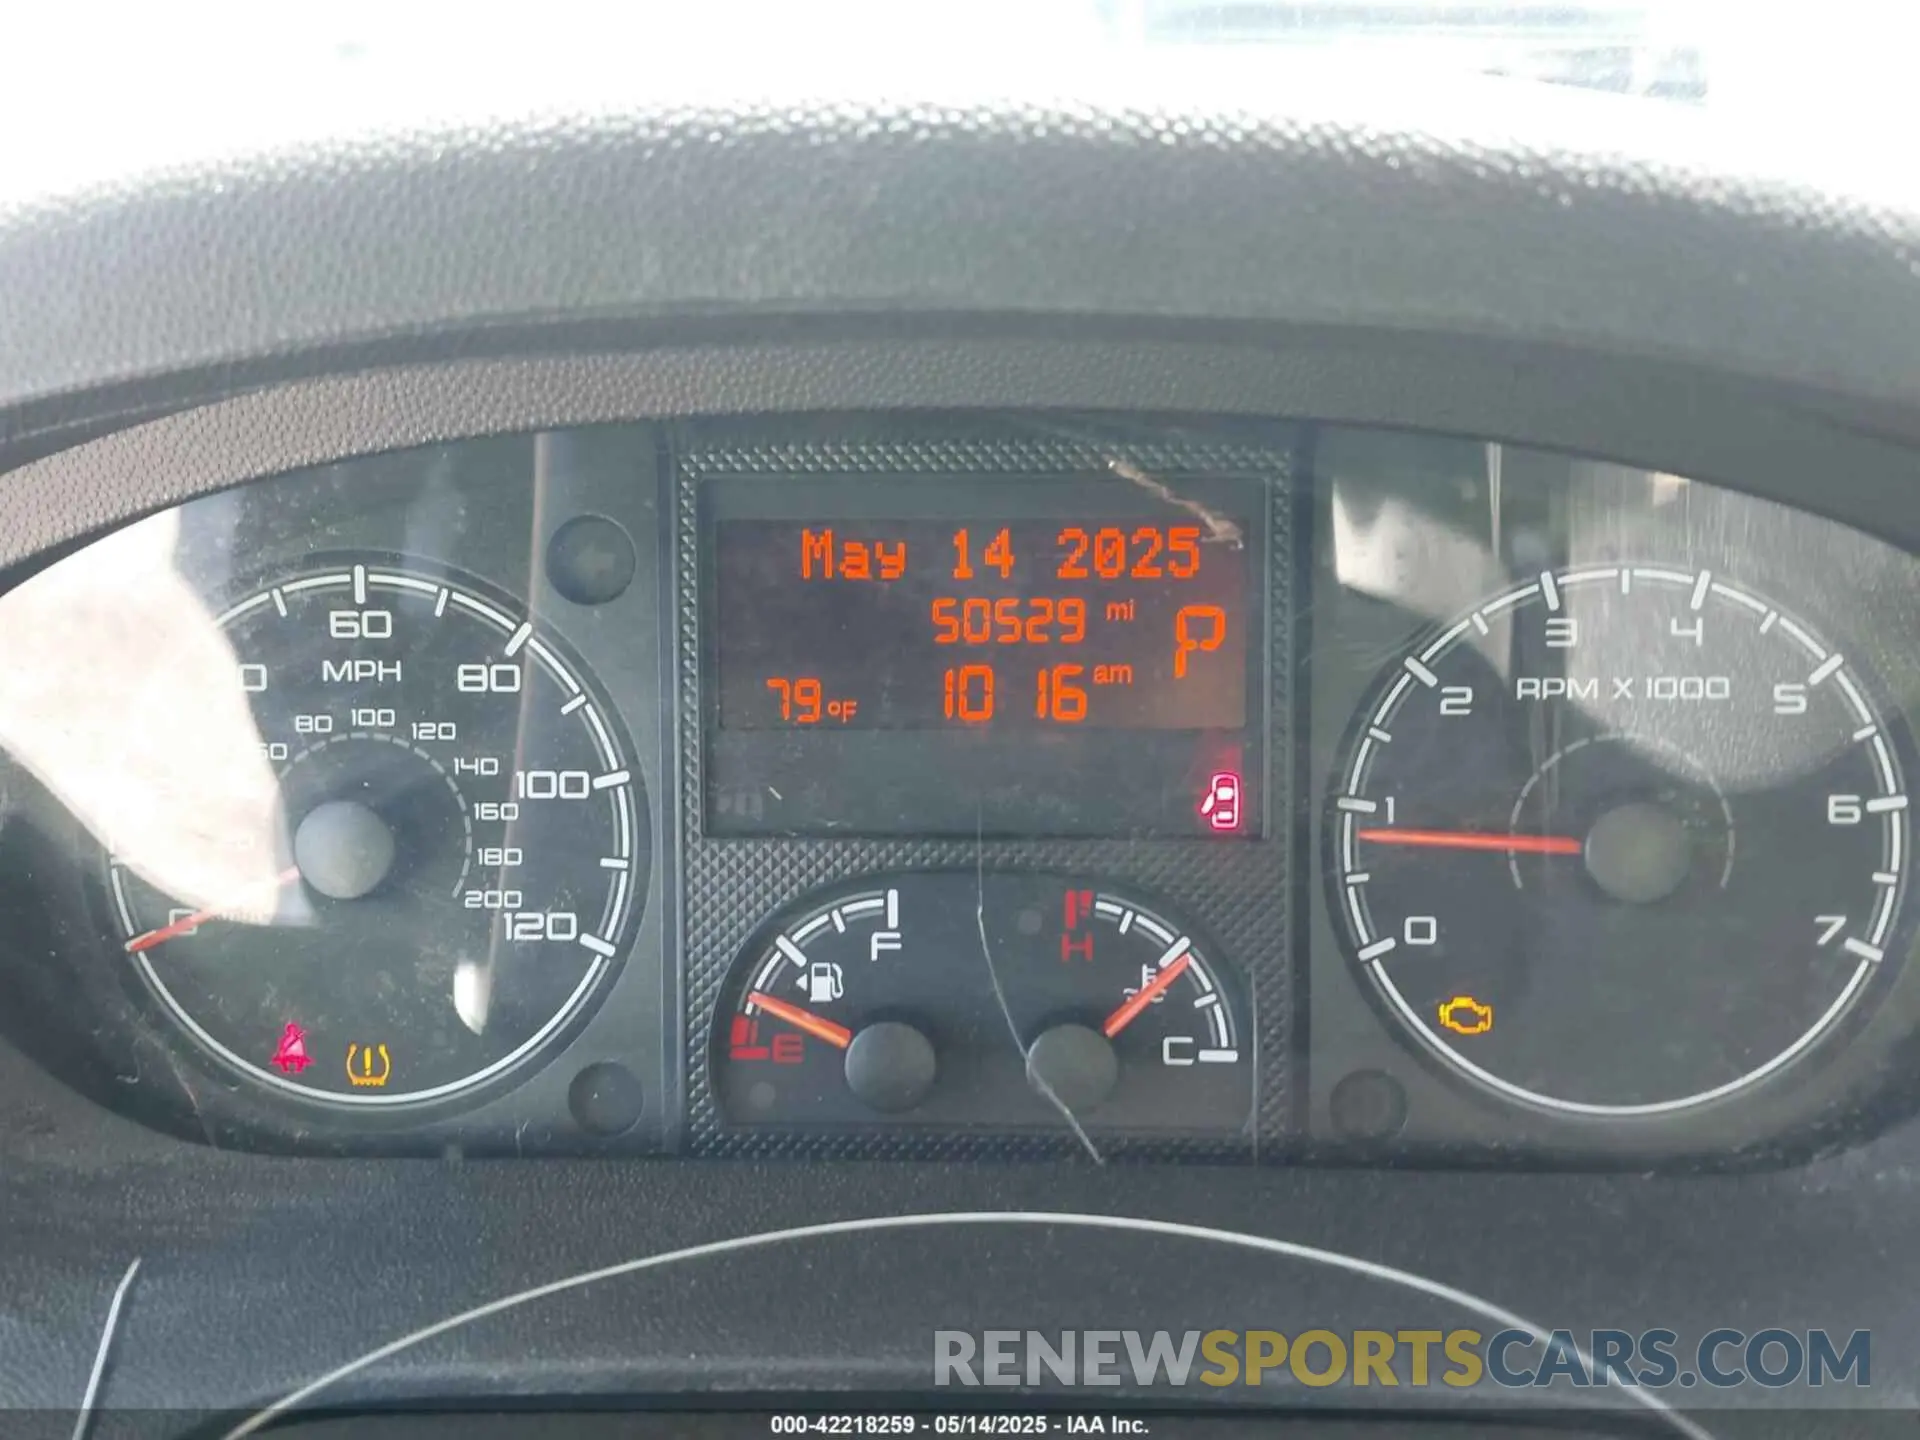 May 14 2025
50529 mi
P
79°F 1016 am
60
MPH
80
100
120
80 100 120 140 160 180 200
F
E
H
C
RPM X 1000
0 1 2 3 4 5 6 7
RENEWSPORTSCARS.COM
000-42218259 - 05/14/2025 - IAA Inc.